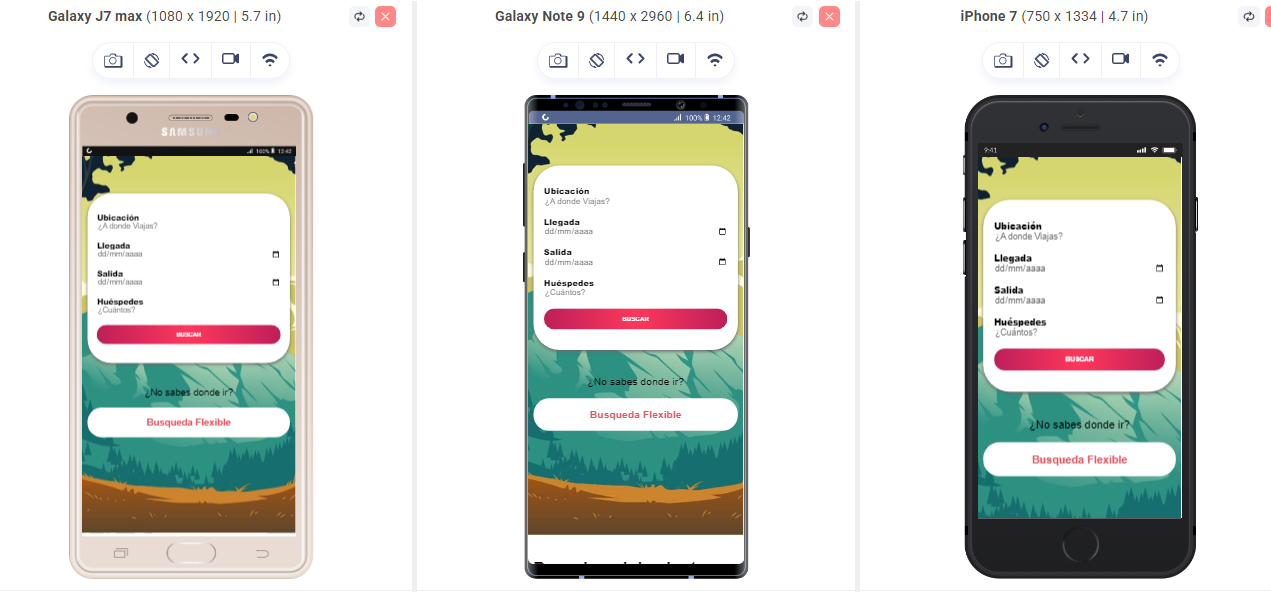 Galaxy J7 max (1080 x 1920 | 5.7 in)
SAMSUNG
100% 12:42
Ubicación
¿A donde Viajas?
Llegada
dd/mm/aaaa
Salida
dd/mm/aaaa
Huéspedes
¿Cuántos?
BUSCAR
¿No sabes donde ir?
Busqueda Flexible
Galaxy Note 9 (1440 x 2960 | 6.4 in)
100% 12:42
Ubicación
¿A donde Viajas?
Llegada
dd/mm/aaaa
Salida
dd/mm/aaaa
Huéspedes
¿Cuántos?
BUSCAR
¿No sabes donde ir?
Busqueda Flexible
iPhone 7 (750 x 1334 | 4.7 in)
9:41
Ubicación
¿A donde Viajas?
Llegada
dd/mm/aaaa
Salida
dd/mm/aaaa
Huéspedes
¿Cuántos?
BUSCAR
¿No sabes donde ir?
Busqueda Flexible